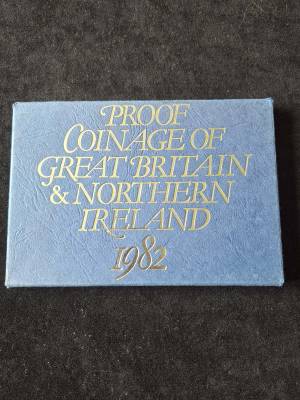 PROOF
COINAGE OF
GREAT BRITAIN
& NORTHERN
IRELAND
1982